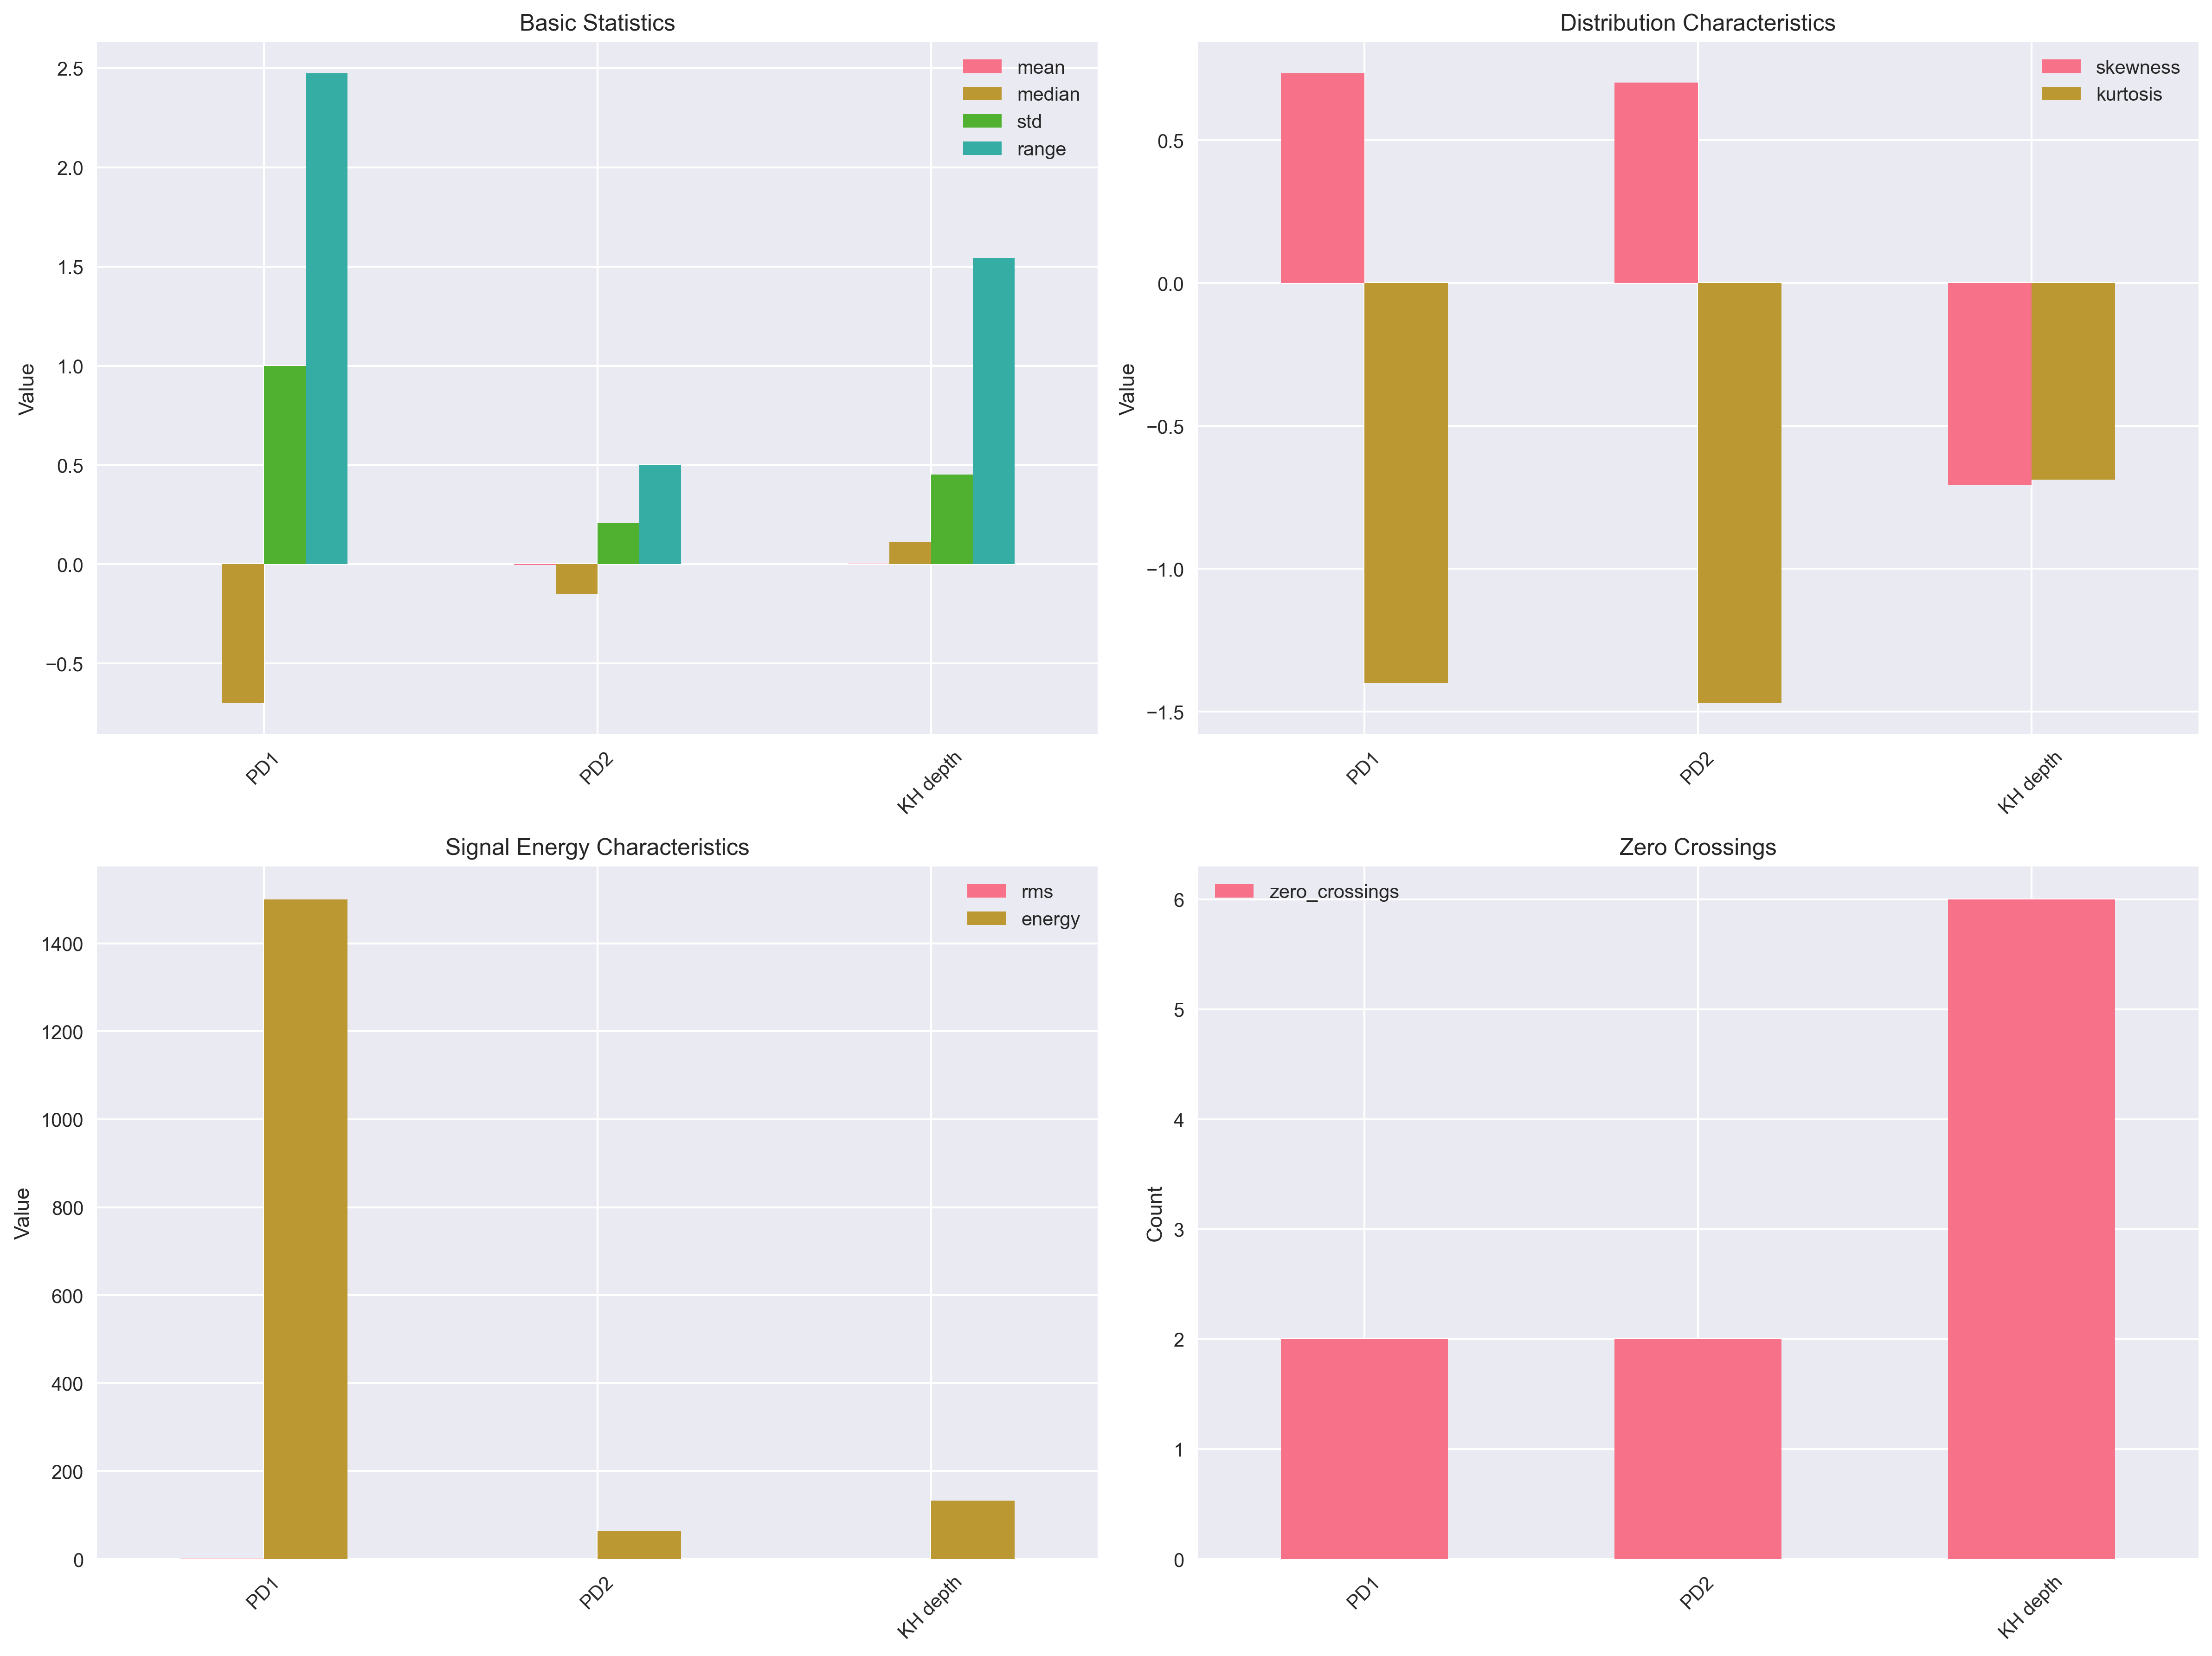 Basic Statistics
Value
2.5
2.0
1.5
1.0
0.5
0.0
−0.5
mean
median
std
range
PD1
PD2
KH depth
Distribution Characteristics
Value
0.5
0.0
−0.5
−1.0
−1.5
skewness
kurtosis
PD1
PD2
KH depth
Signal Energy Characteristics
Value
1400
1200
1000
800
600
400
200
0
rms
energy
PD1
PD2
KH depth
Zero Crossings
Count
6
5
4
3
2
1
0
zero_crossings
PD1
PD2
KH depth